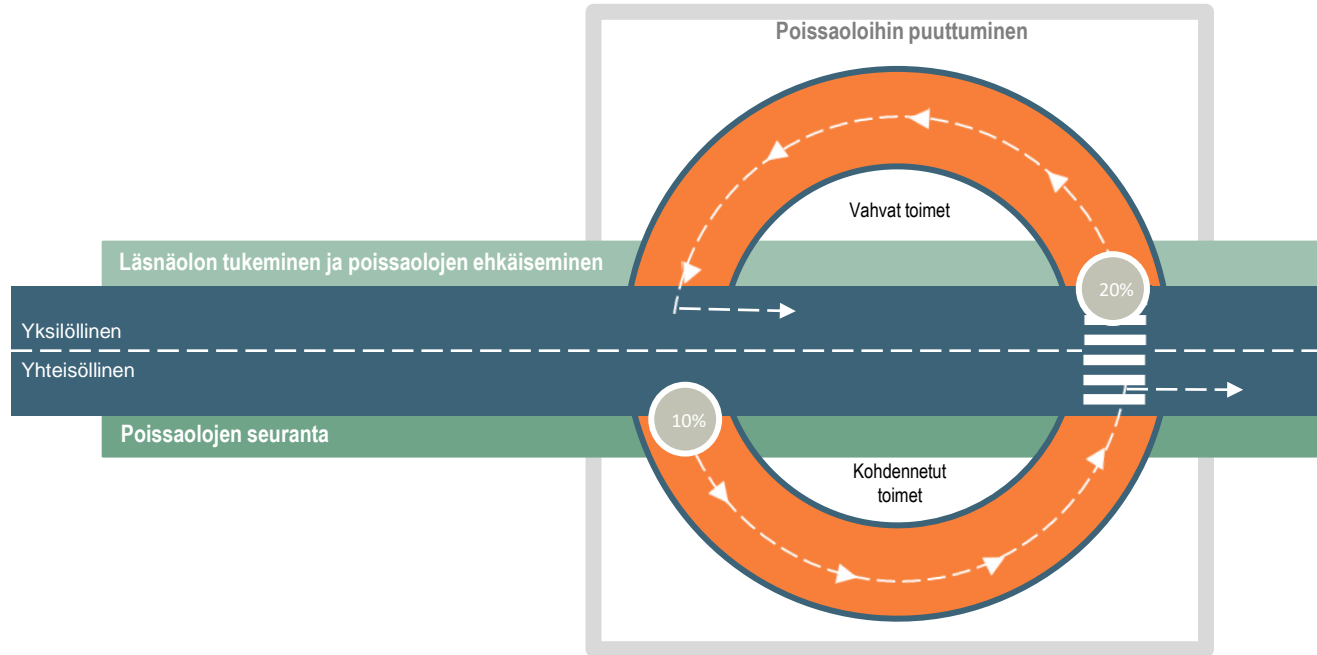 Poissaoloihin puuttuminen
Vahvat toimet
Läsnäolon tukeminen ja poissaolojen ehkäiseminen
20%
Yksilöllinen
Yhteisöllinen
10%
Poissaolojen seuranta
Kohdennetut
toimet